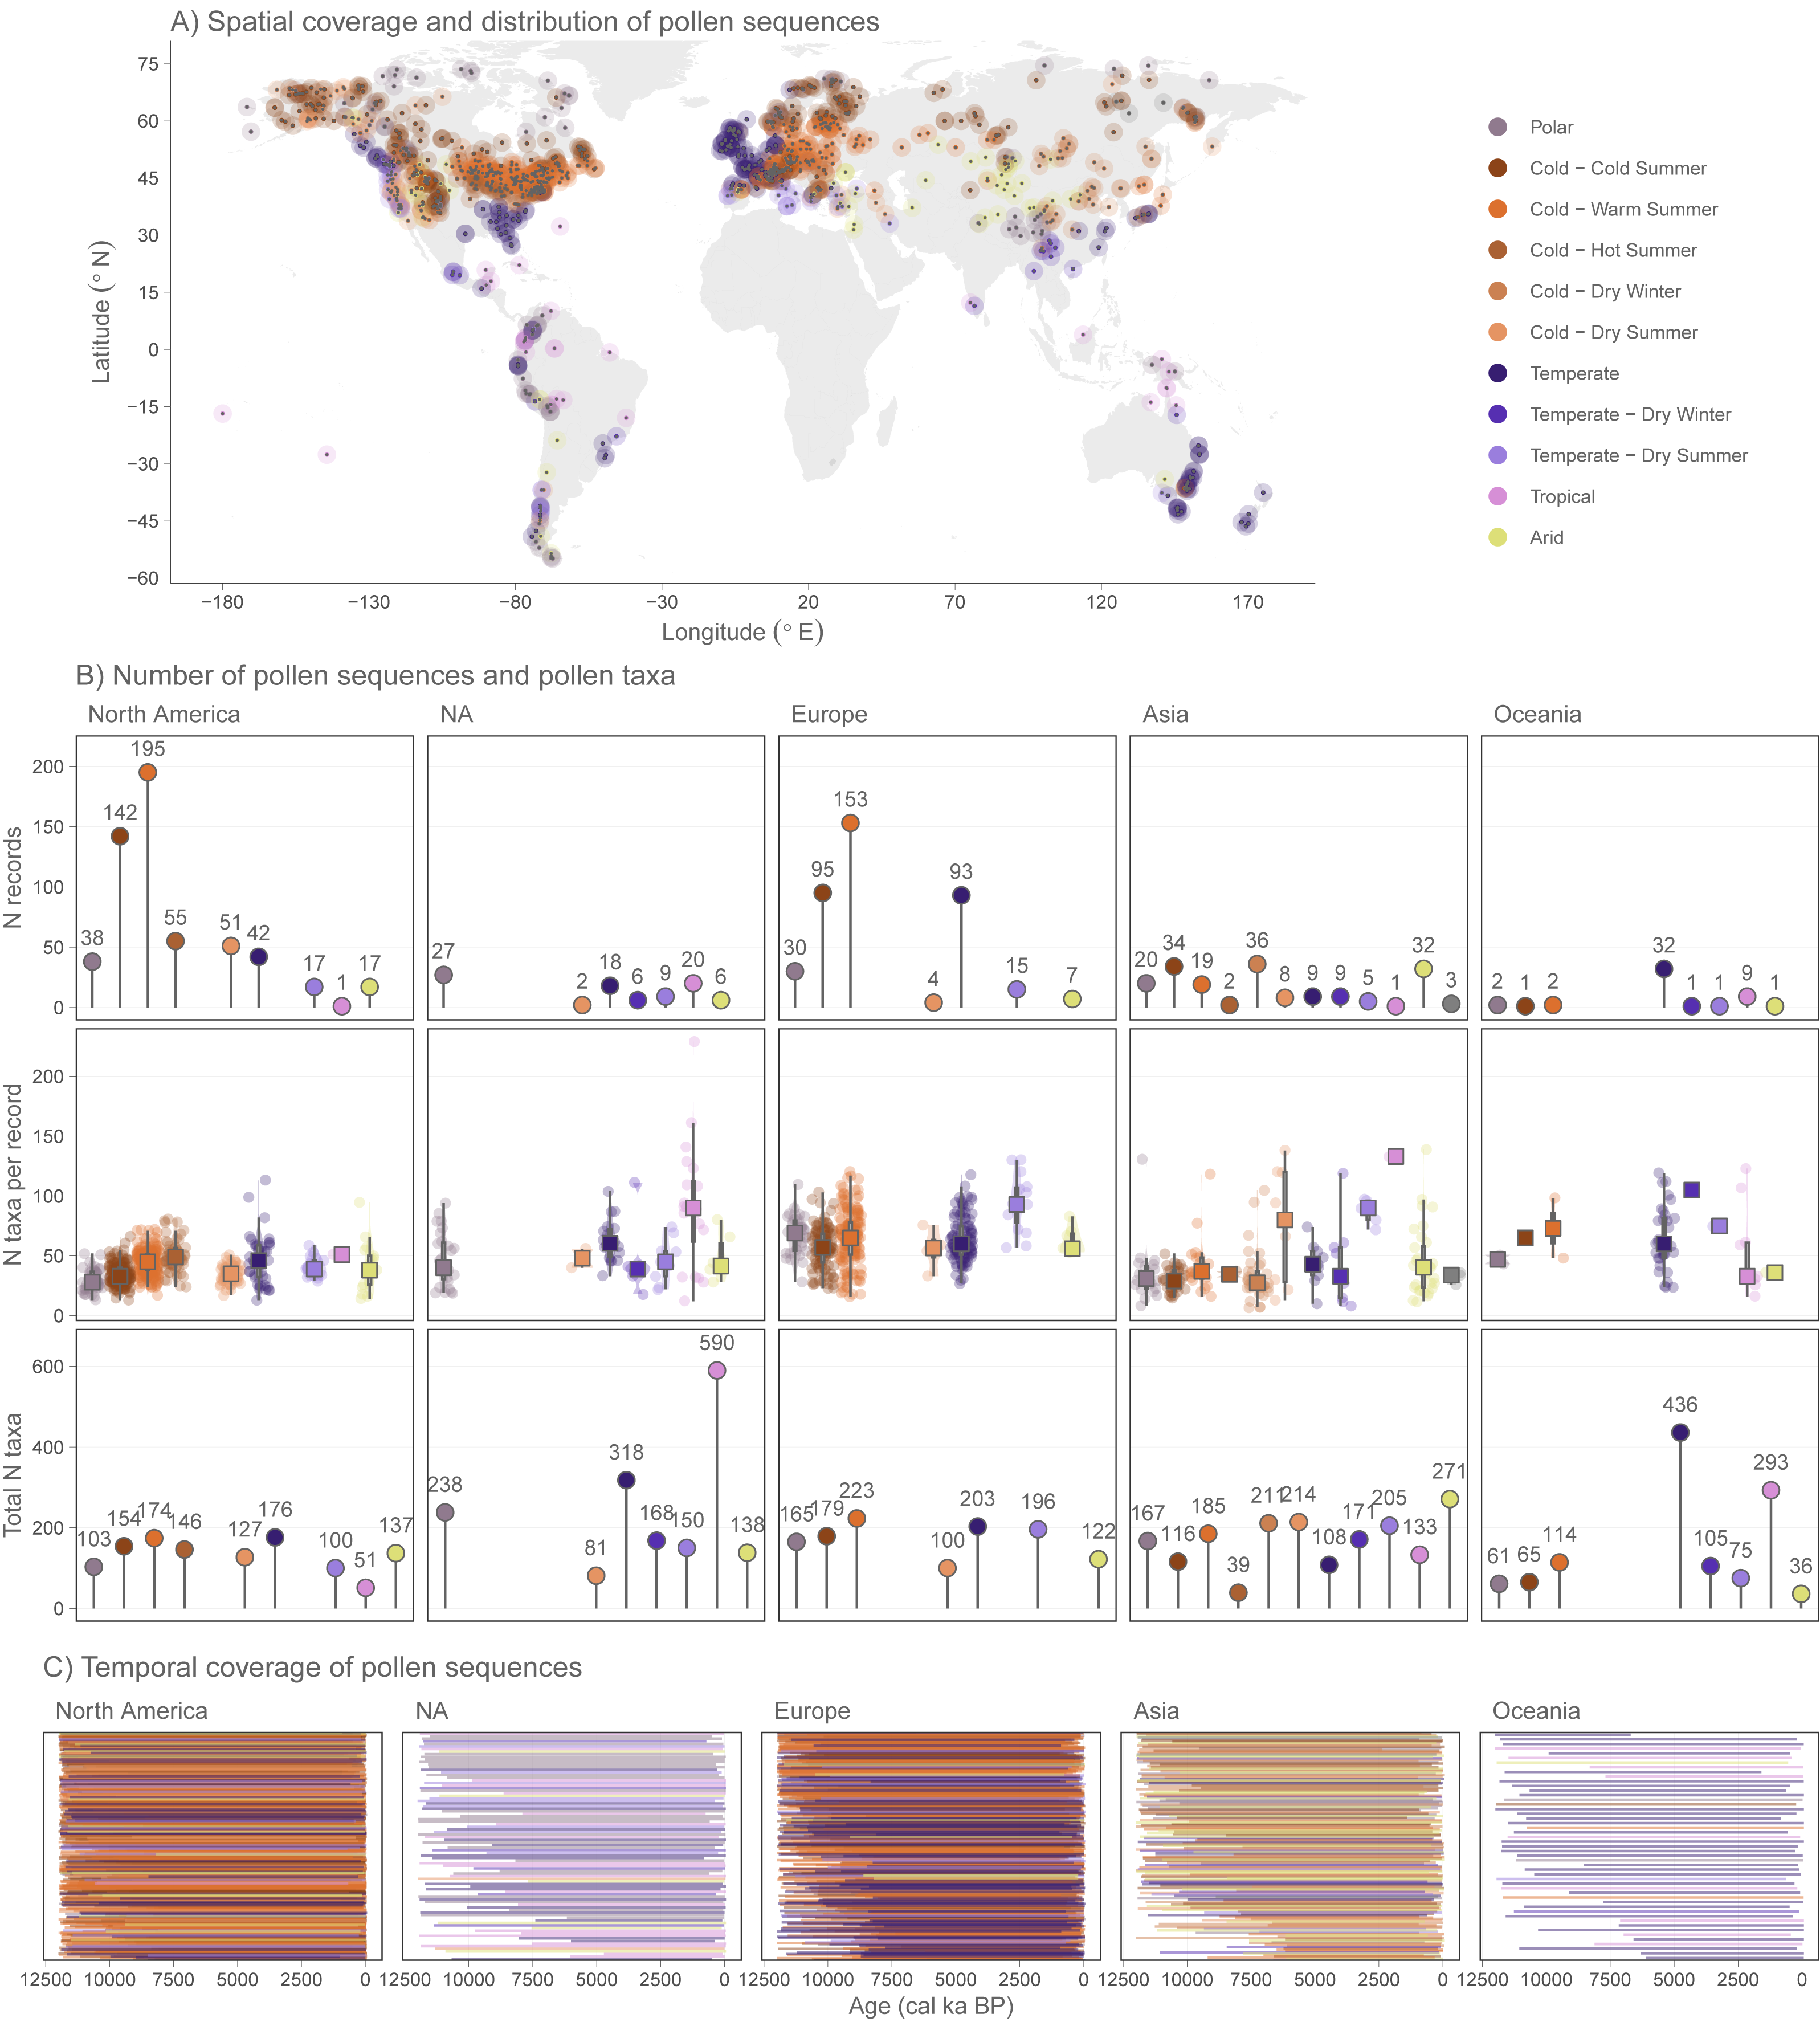 A) Spatial coverage and distribution of pollen sequences
75
60
45
30
15
0
−15
−30
−45
−60
Latitude (° N)
−180 −130 −80 −30 20 70 120 170
Longitude (° E)
Polar
Cold − Cold Summer
Cold − Warm Summer
Cold − Hot Summer
Cold − Dry Winter
Cold − Dry Summer
Temperate
Temperate − Dry Winter
Temperate − Dry Summer
Tropical
Arid
B) Number of pollen sequences and pollen taxa
North America NA Europe Asia Oceania
N records
200
150
100
50
0
38 142 195 55 51 42 17 1 17
27 2 18 6 9 20 6
30 95 153 4 93 15 7
20 34 19 2 36 8 9 9 5 1 32 3
2 1 2 32 1 1 9 1
N taxa per record
200
150
100
50
0
Total N taxa
600
400
200
0
103 154 174 146 127 176 100 51 137
238 81 318 168 150 590 138
165 179 223 100 203 196 122
167 116 185 39 211 214 108 171 205 133 271
61 65 114 436 105 75 293 36
C) Temporal coverage of pollen sequences
North America NA Europe Asia Oceania
12500 10000 7500 5000 2500 0 12500 10000 7500 5000 2500 0 12500 10000 7500 5000 2500 0 12500 10000 7500 5000 2500 0 12500 10000 7500 5000 2500 0
Age (cal ka BP)